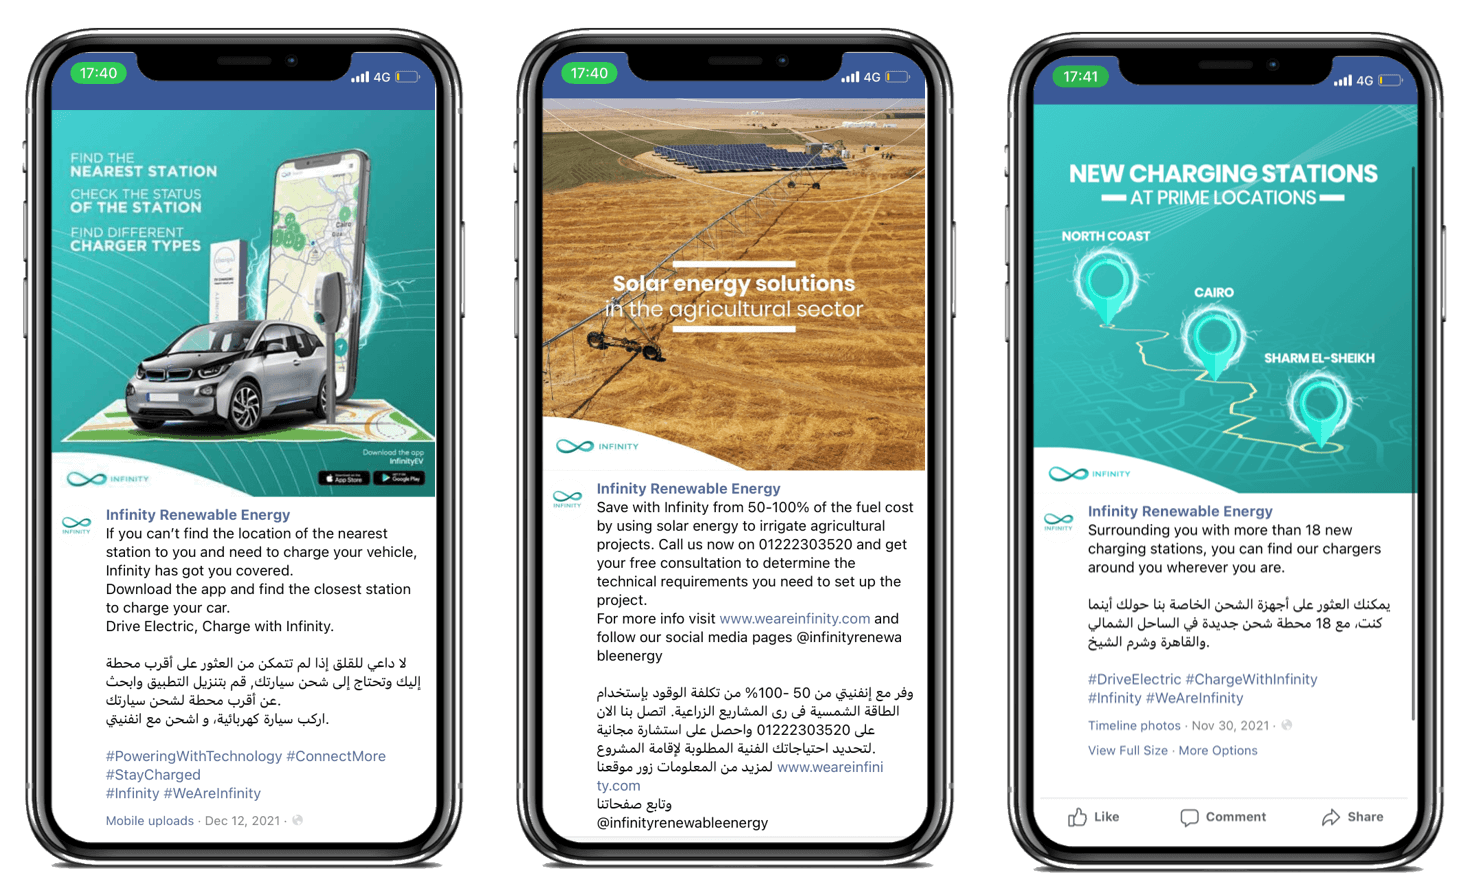 17:40
4G
FIND THE
NEAREST STATION
CHECK THE STATUS
OF THE STATION
FIND DIFFERENT
CHARGER TYPES
Cairo
INFINITY
Download the app
InfinityEV
App Store
Google Play
INFINITY
INFINITY
Infinity Renewable Energy
If you can't find the location of the nearest
station to you and need to charge your vehicle,
Infinity has got you covered.
Download the app and find the closest station
to charge your car.
Drive Electric, Charge with Infinity.
لا داعي للقلق إذا لم تتمكن من العثور على أقرب محطة
إليك وتحتاج إلى شحن سيارتك, قم بتنزيل التطبيق وابحث
عن أقرب محطة لشحن سيارتك.
اركب سيارة كهربائية، و اشحن مع انفنيتي.
#PoweringWithTechnology #ConnectMore
#StayCharged
#Infinity #WeAreInfinity
Mobile uploads · Dec 12, 2021 ·
17:40
4G
Solar energy solutions
in the agricultural sector
INFINITY
INFINITY
Infinity Renewable Energy
Save with Infinity from 50-100% of the fuel cost
by using solar energy to irrigate agricultural
projects. Call us now on 01222303520 and get
your free consultation to determine the
technical requirements you need to set up the
project.
For more info visit www.weareinfinity.com and
follow our social media pages @infinityrenewa
bleenergy
وفر مع إنفنيتي من 50 -100% من تكلفة الوقود بإستخدام
الطاقة الشمسية فى رى المشاريع الزراعية. اتصل بنا الان
على 01222303520 واحصل على استشارة مجانية
لتحديد احتياجاتك الفنية المطلوبة لإقامة المشروع.
لمزيد من المعلومات زور موقعنا www.weareinfini
ty.com
وتابع صفحاتنا
@infinityrenewableenergy
17:41
4G
NEW CHARGING STATIONS
AT PRIME LOCATIONS
NORTH COAST
CAIRO
SHARM EL-SHEIKH
INFINITY
INFINITY
Infinity Renewable Energy
Surrounding you with more than 18 new
charging stations, you can find our chargers
around you wherever you are.
يمكنك العثور على أجهزة الشحن الخاصة بنا حولك أينما
كنت، مع 18 محطة شحن جديدة في الساحل الشمالي
والقاهرة وشرم الشيخ.
#DriveElectric #ChargeWithInfinity
#Infinity #WeAreInfinity
Timeline photos · Nov 30, 2021 ·
View Full Size · More Options
Like
Comment
Share